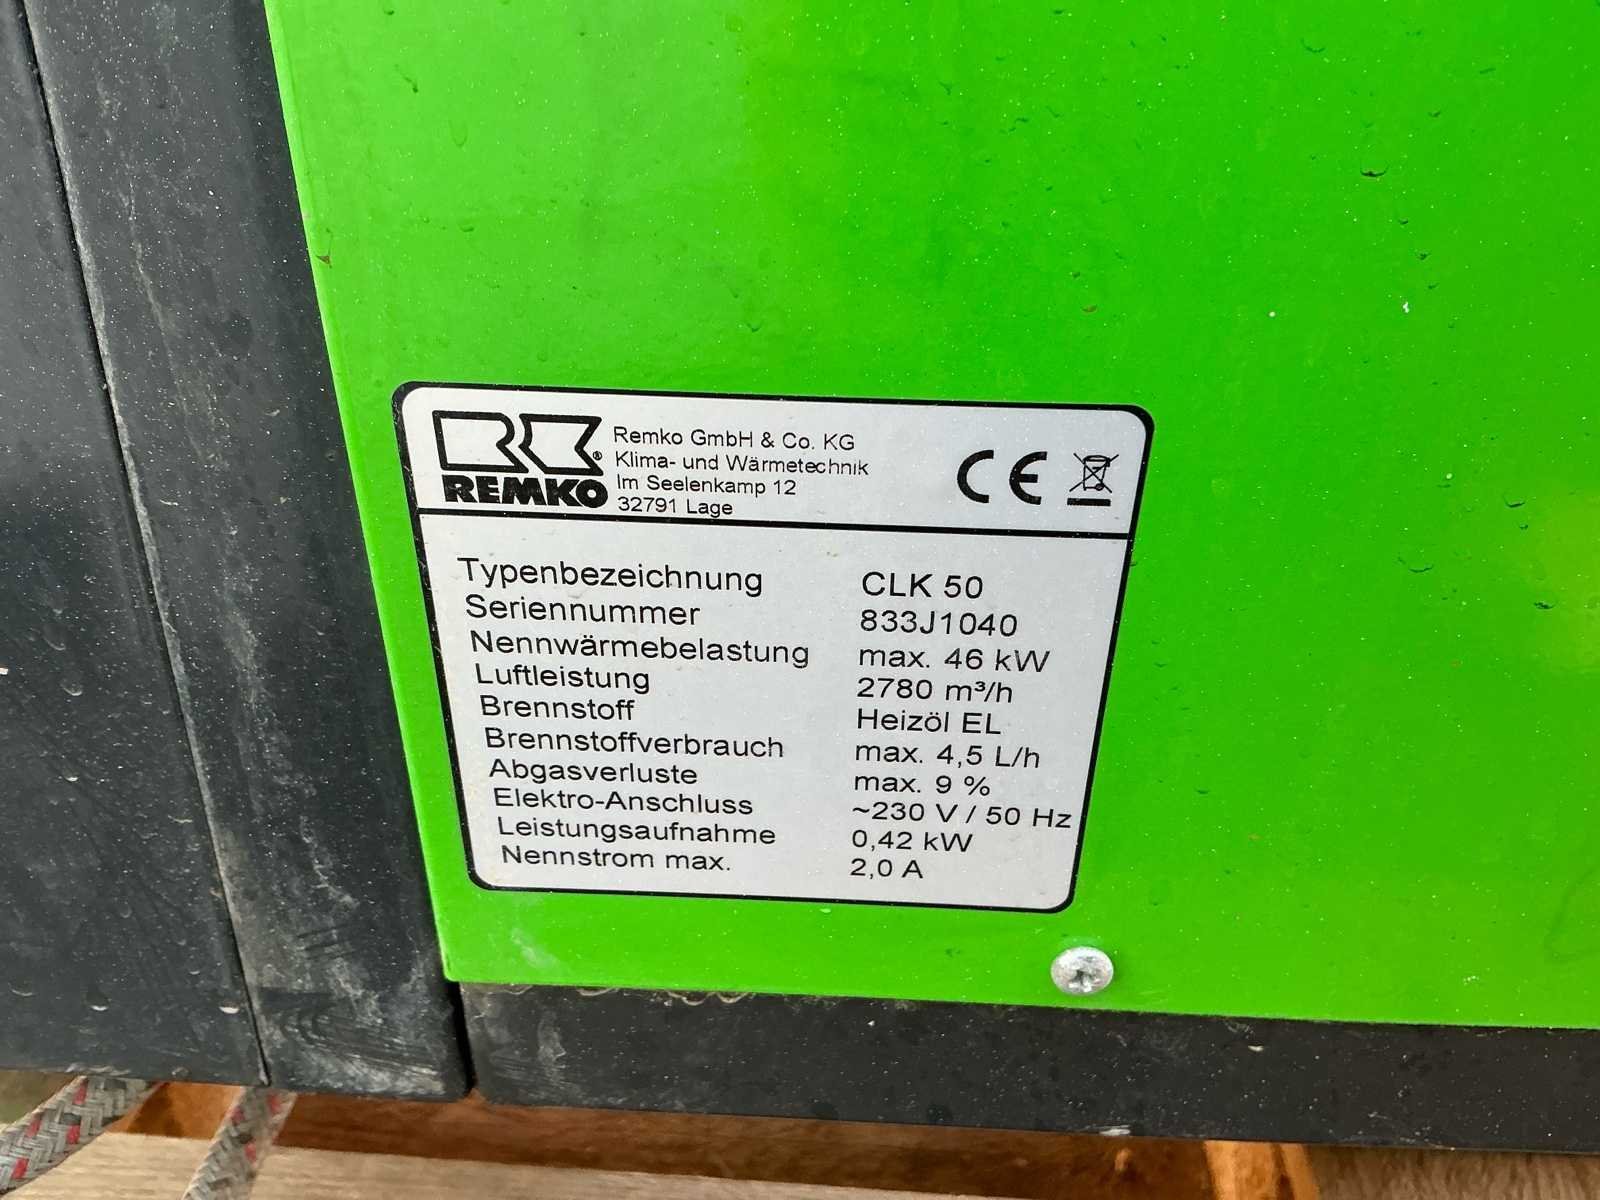 REMKO
Remko GmbH & Co. KG
Klima- und Wärmetechnik
Im Seelenkamp 12
32791 Lage
CE
Typenbezeichnung CLK 50
Seriennummer 833J1040
Nennwärmebelastung max. 46 kW
Luftleistung 2780 m³/h
Brennstoff Heizöl EL
Brennstoffverbrauch max. 4,5 L/h
Abgasverluste max. 9 %
Elektro-Anschluss ~230 V / 50 Hz
Leistungsaufnahme 0,42 kW
Nennstrom max. 2,0 A